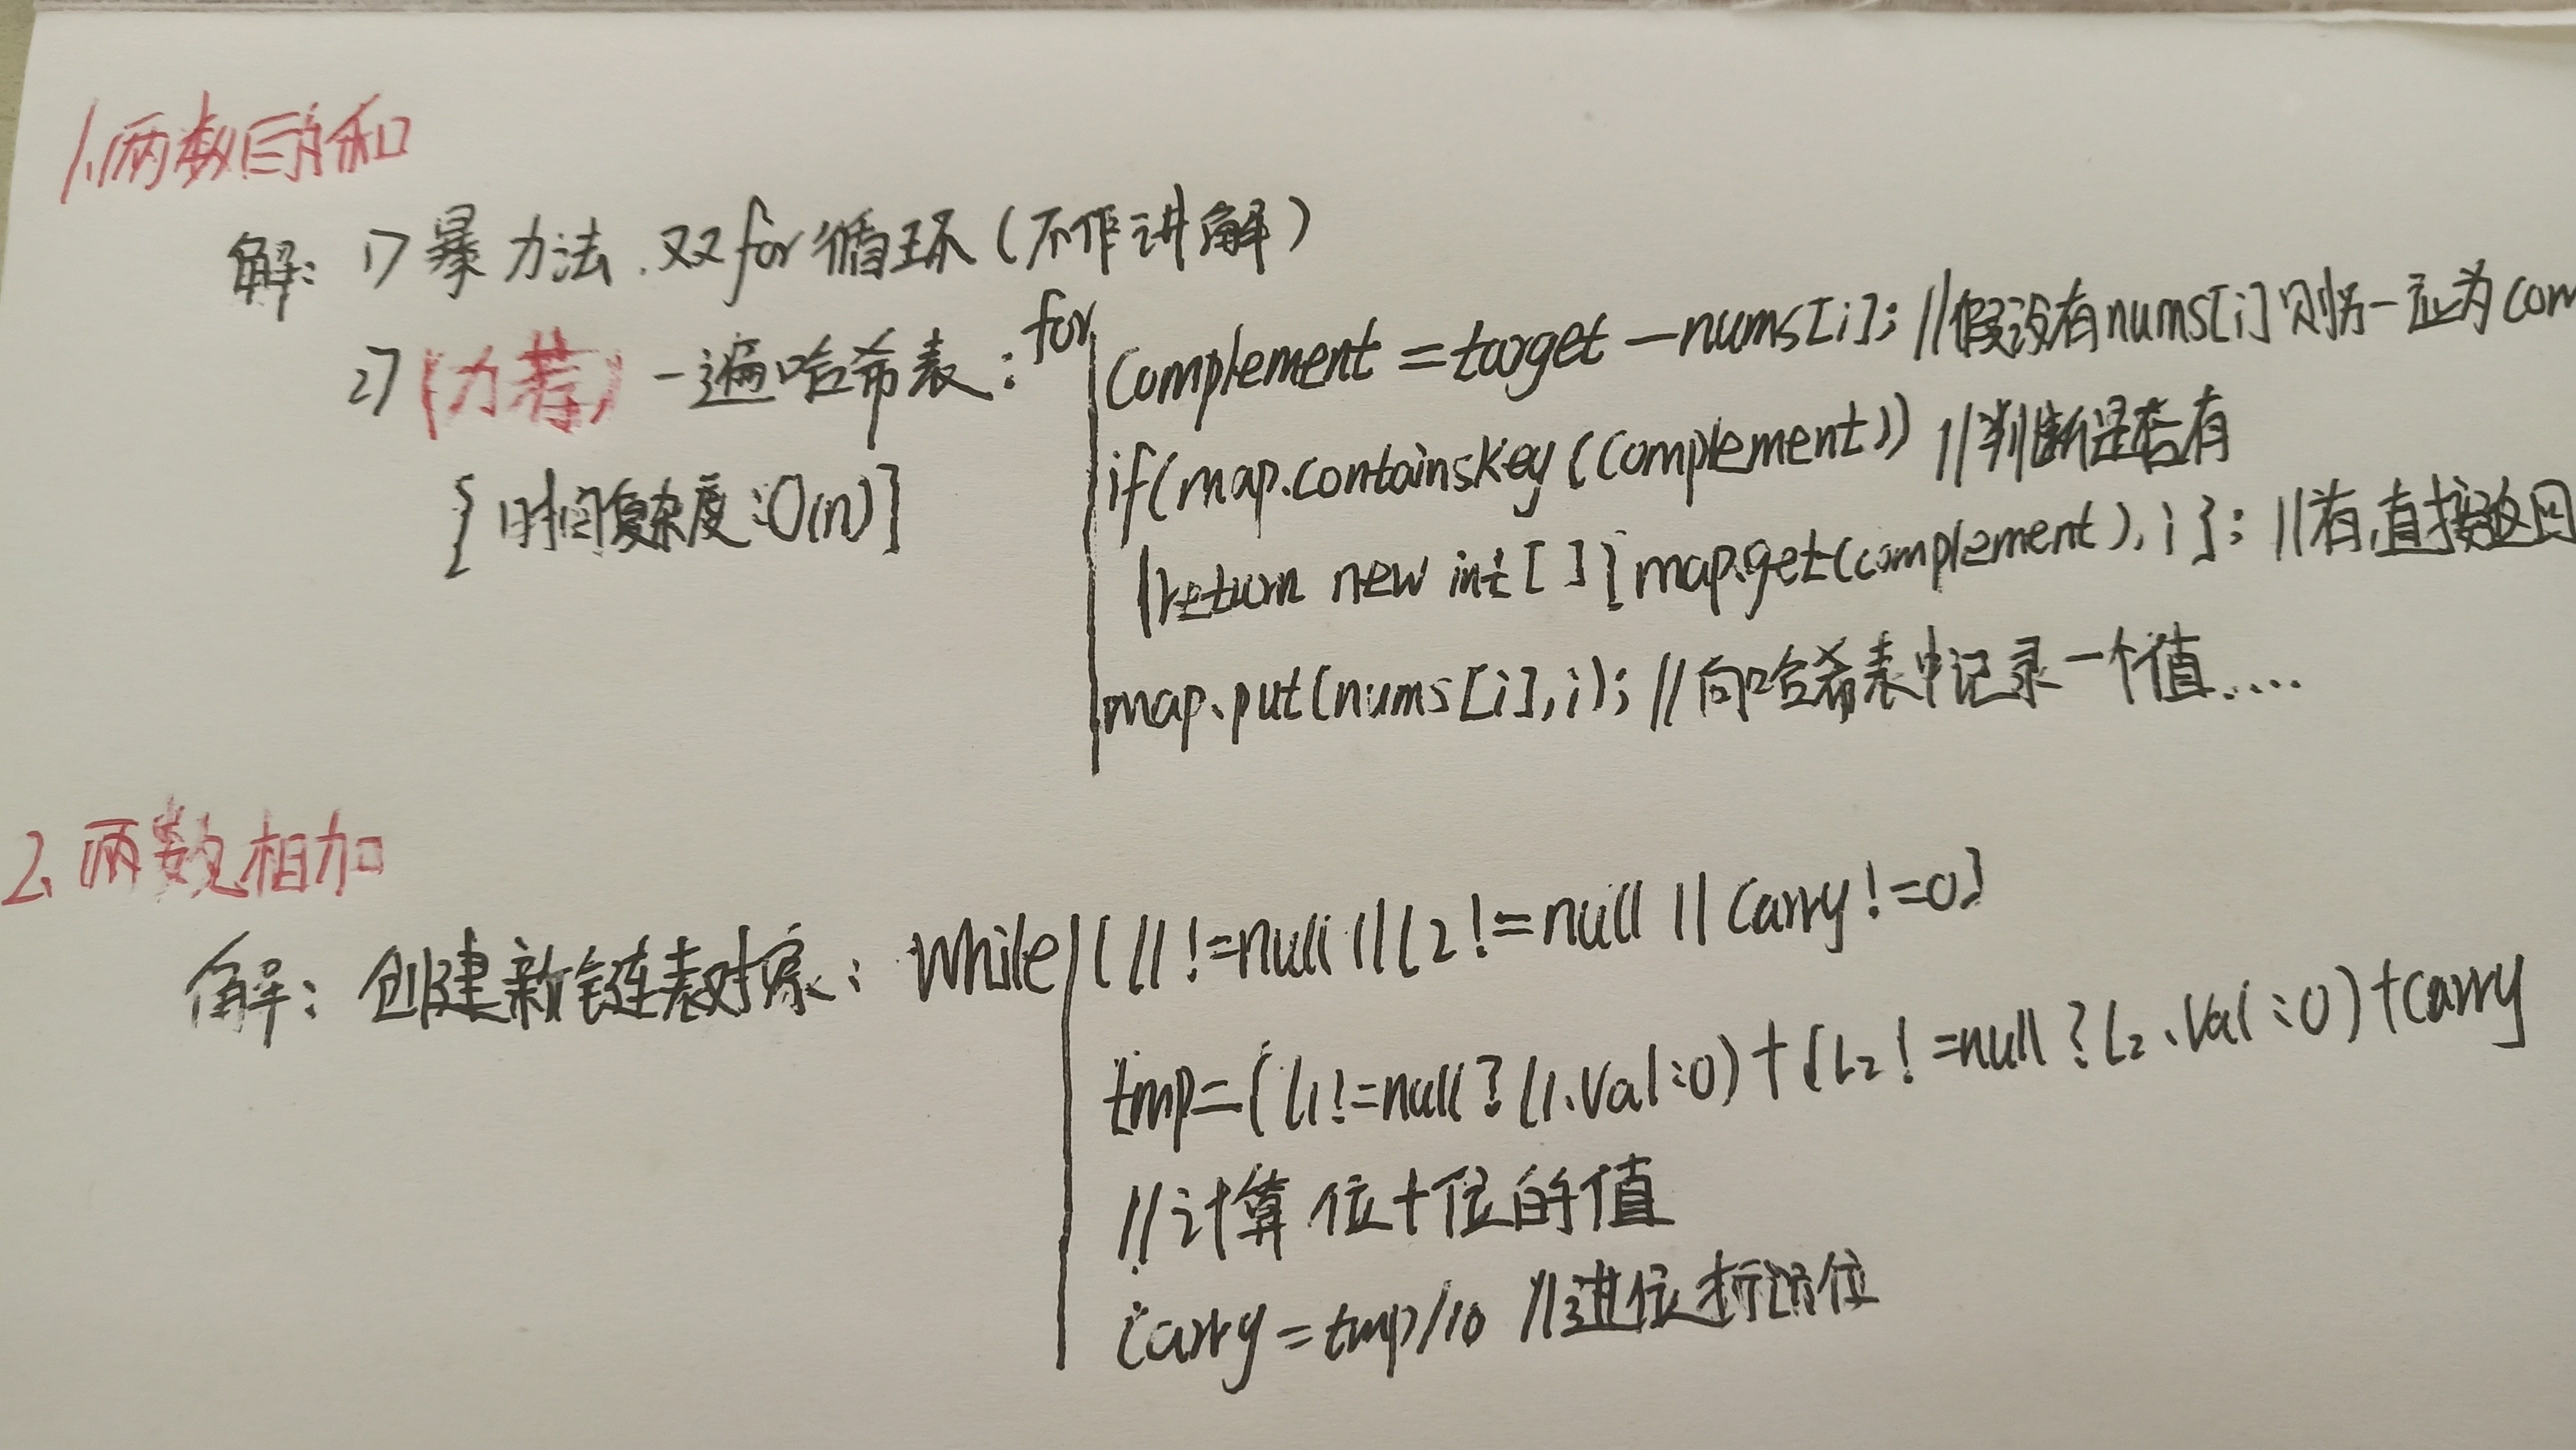 1.两数的和
解: 1) 暴力法.双for循环(不作讲解)
2) (力荐) 一遍哈希表: for
complement = target - nums[i]; //假设有nums[i]则另一应为com
if(map.containsKey(complement)) //判断是否有
[时间复杂度:O(n)]
return new int[]{map.get(complement),i}; //有,直接返回
map.put(nums[i],i); //向哈希表中记录一个值.....
2.两数相加
解: 创建新链表对象: while(l1!=null||l2!=null||carry!=0)
tmp=(l1!=null?l1.val:0)+(l2!=null?l2.val:0)+carry
//计算位+位的值
carry=tmp/10 //进位